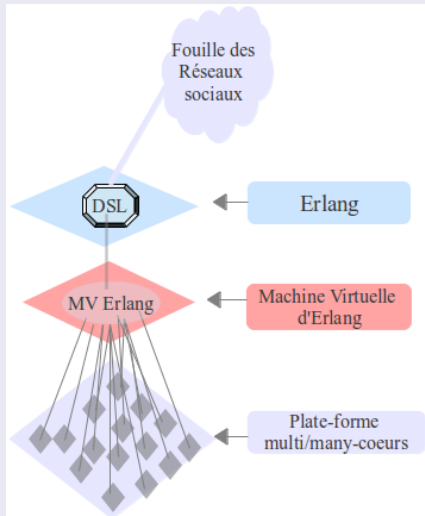 Fouille des
Réseaux
sociaux
DSL
Erlang
MV Erlang
Machine Virtuelle
d'Erlang
Plate-forme
multi/many-coeurs